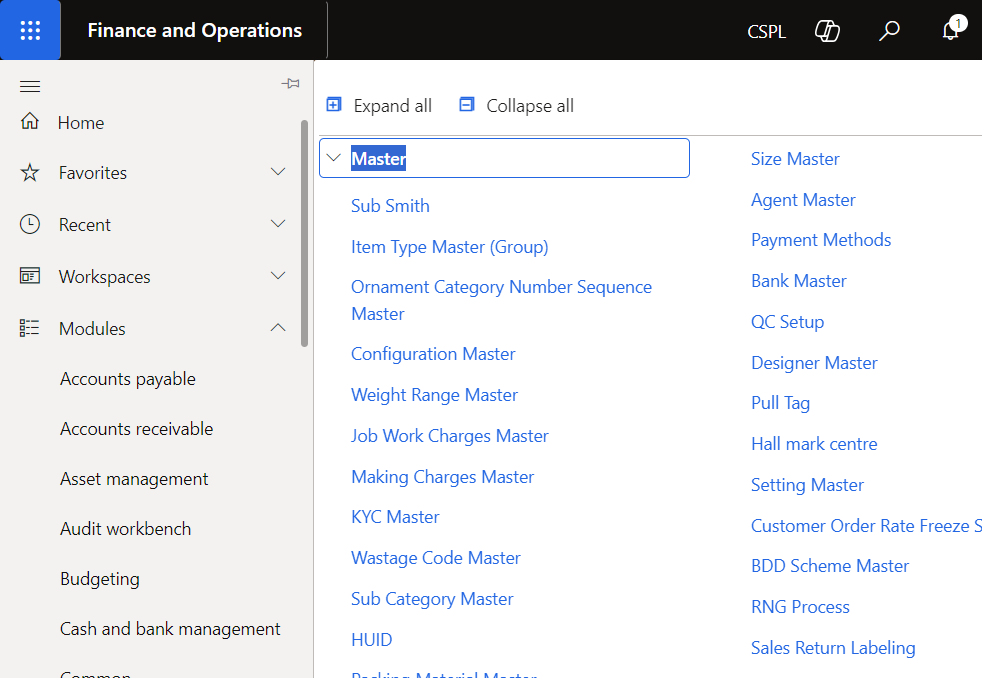 Finance and Operations
CSPL
1
Expand all
Collapse all
Home
Favorites
Recent
Workspaces
Modules
Accounts payable
Accounts receivable
Asset management
Audit workbench
Budgeting
Cash and bank management
Common
Master
Sub Smith
Item Type Master (Group)
Ornament Category Number Sequence
Master
Configuration Master
Weight Range Master
Job Work Charges Master
Making Charges Master
KYC Master
Wastage Code Master
Sub Category Master
HUID
Packing Material Master
Size Master
Agent Master
Payment Methods
Bank Master
QC Setup
Designer Master
Pull Tag
Hall mark centre
Setting Master
Customer Order Rate Freeze S
BDD Scheme Master
RNG Process
Sales Return Labeling